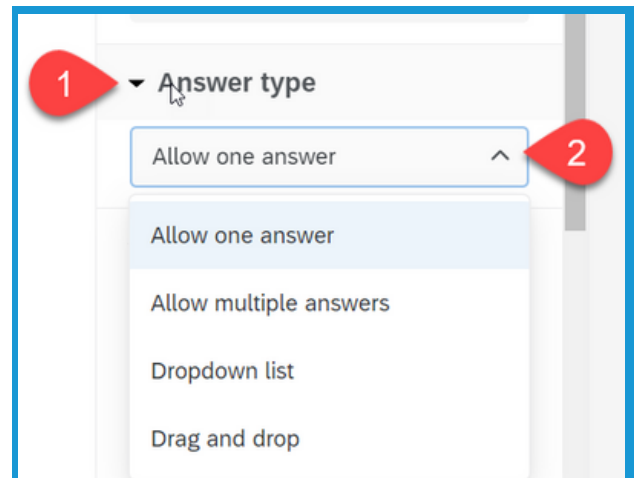 1 Answer type
Allow one answer 2
Allow one answer
Allow multiple answers
Dropdown list
Drag and drop